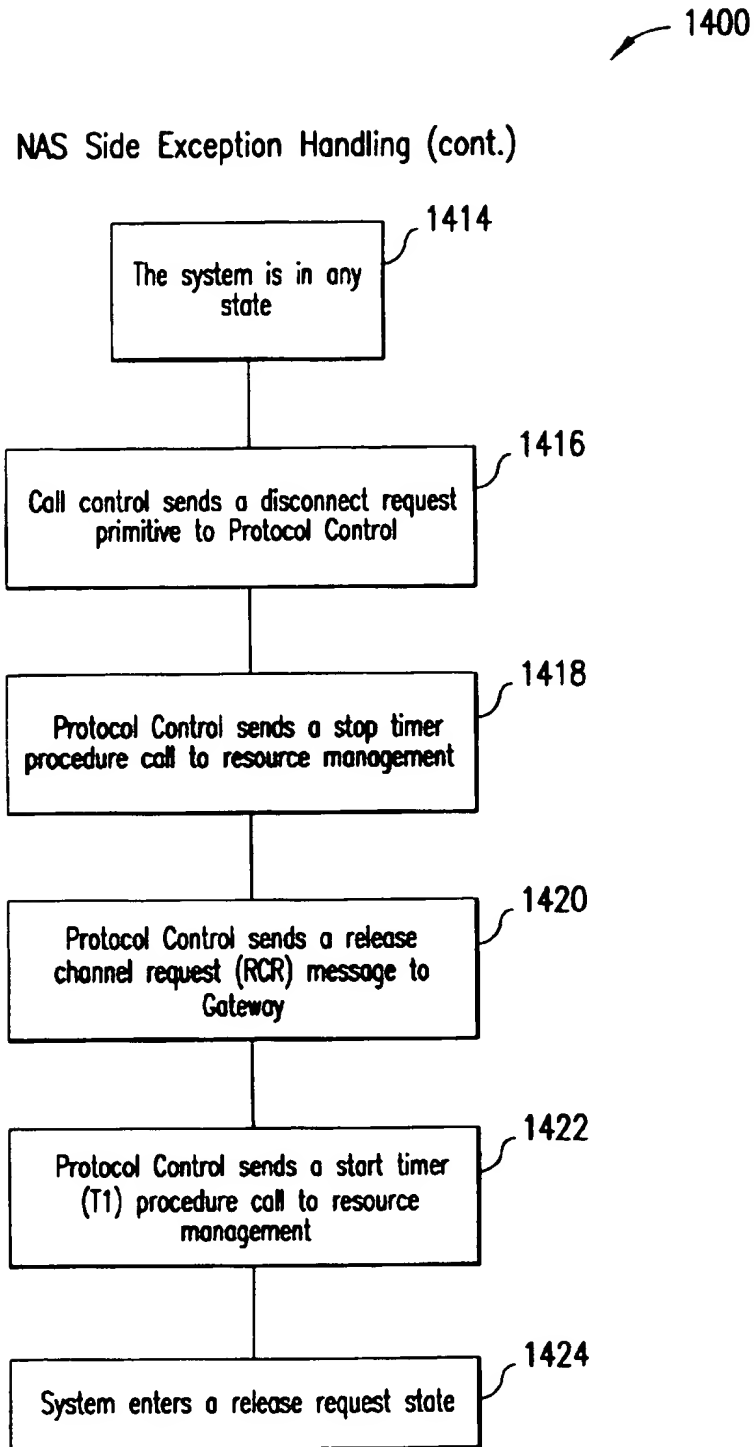 1400
NAS Side Exception Handling (cont.)
1414
The system is in any
state
1416
Call control sends a disconnect request
primitive to Protocol Control
1418
Protocol Control sends a stop timer
procedure call to resource management
1420
Protocol Control sends a release
channel request (RCR) message to
Gateway
1422
Protocol Control sends a start timer
(T1) procedure call to resource
management
1424
System enters a release request state